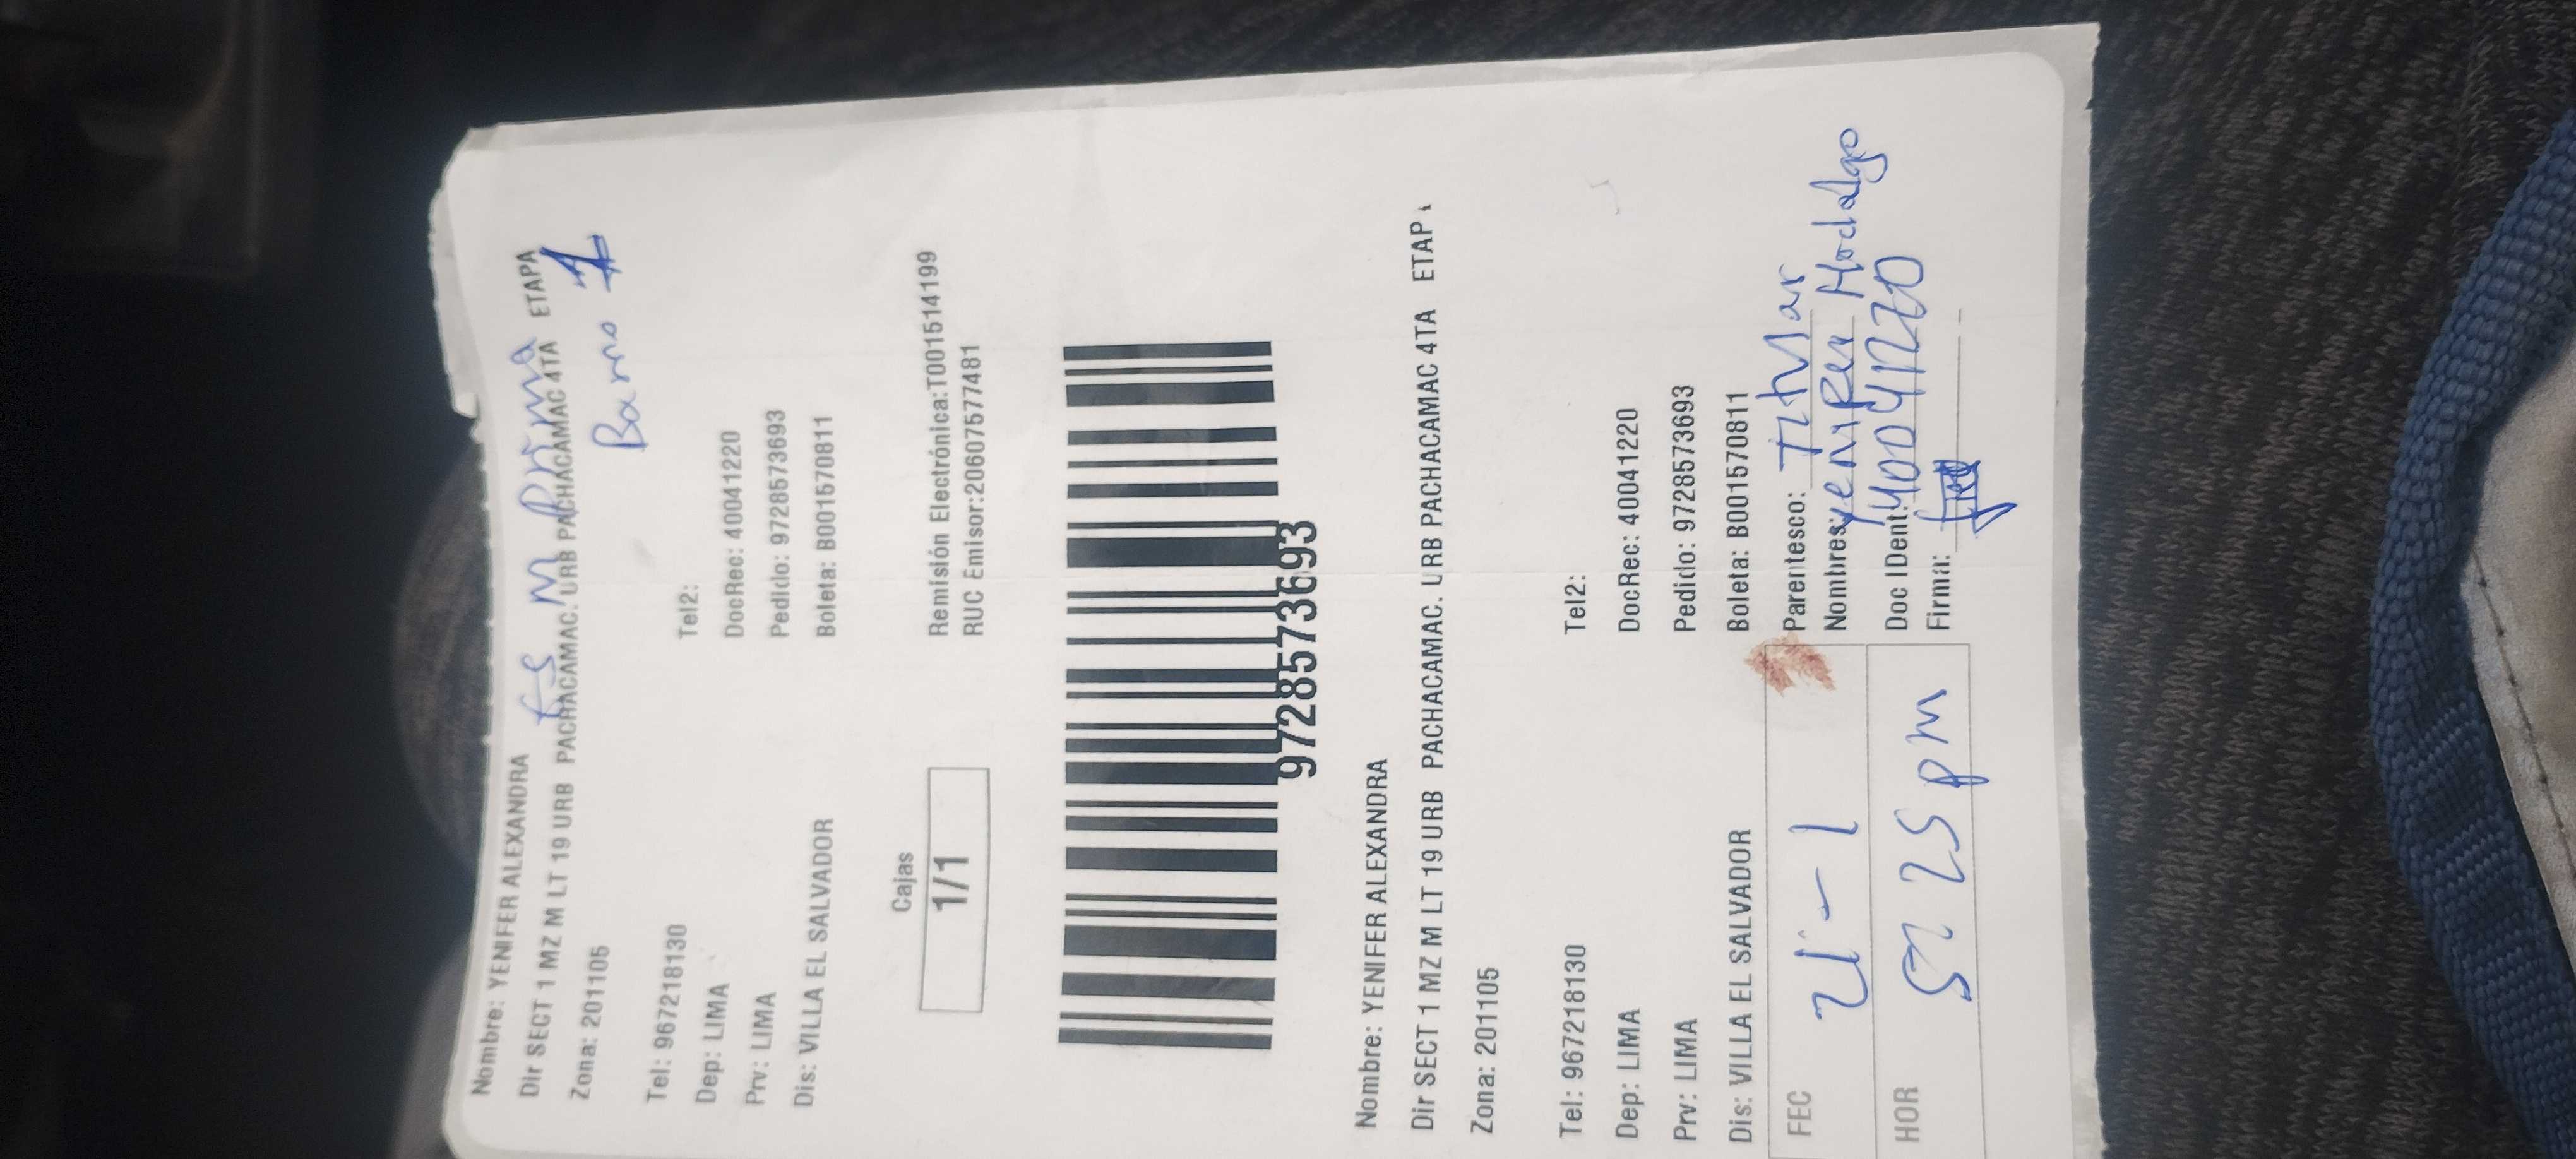 Nombre: YENIFER ALEXANDRA
Dir SECT 1 MZ M LT 19 URB PACHACAMAC. URB PACHACAMAC 4TA ETAPA
Barrio 1
Zona: 201105
Tel: 967218130 Tel2:
Dep: LIMA DocRec: 40041220
Prv: LIMA Pedido: 9728573693
Dis: VILLA EL SALVADOR Boleta: B001570811
Cajas
1/1
Remisión Electrónica:T001514199
RUC Emisor:20607577481
9728573693
Nombre: YENIFER ALEXANDRA
Dir SECT 1 MZ M LT 19 URB PACHACAMAC. URB PACHACAMAC 4TA ETAP
Zona: 201105
Tel: 967218130 Tel2:
Dep: LIMA DocRec: 40041220
Prv: LIMA Pedido: 9728573693
Dis: VILLA EL SALVADOR Boleta: B001570811
FEC 21-1 Parentesco: Titular
Nombres: Yenifer
HOR 5 25 pm Doc IDent: 40041220
Firma: